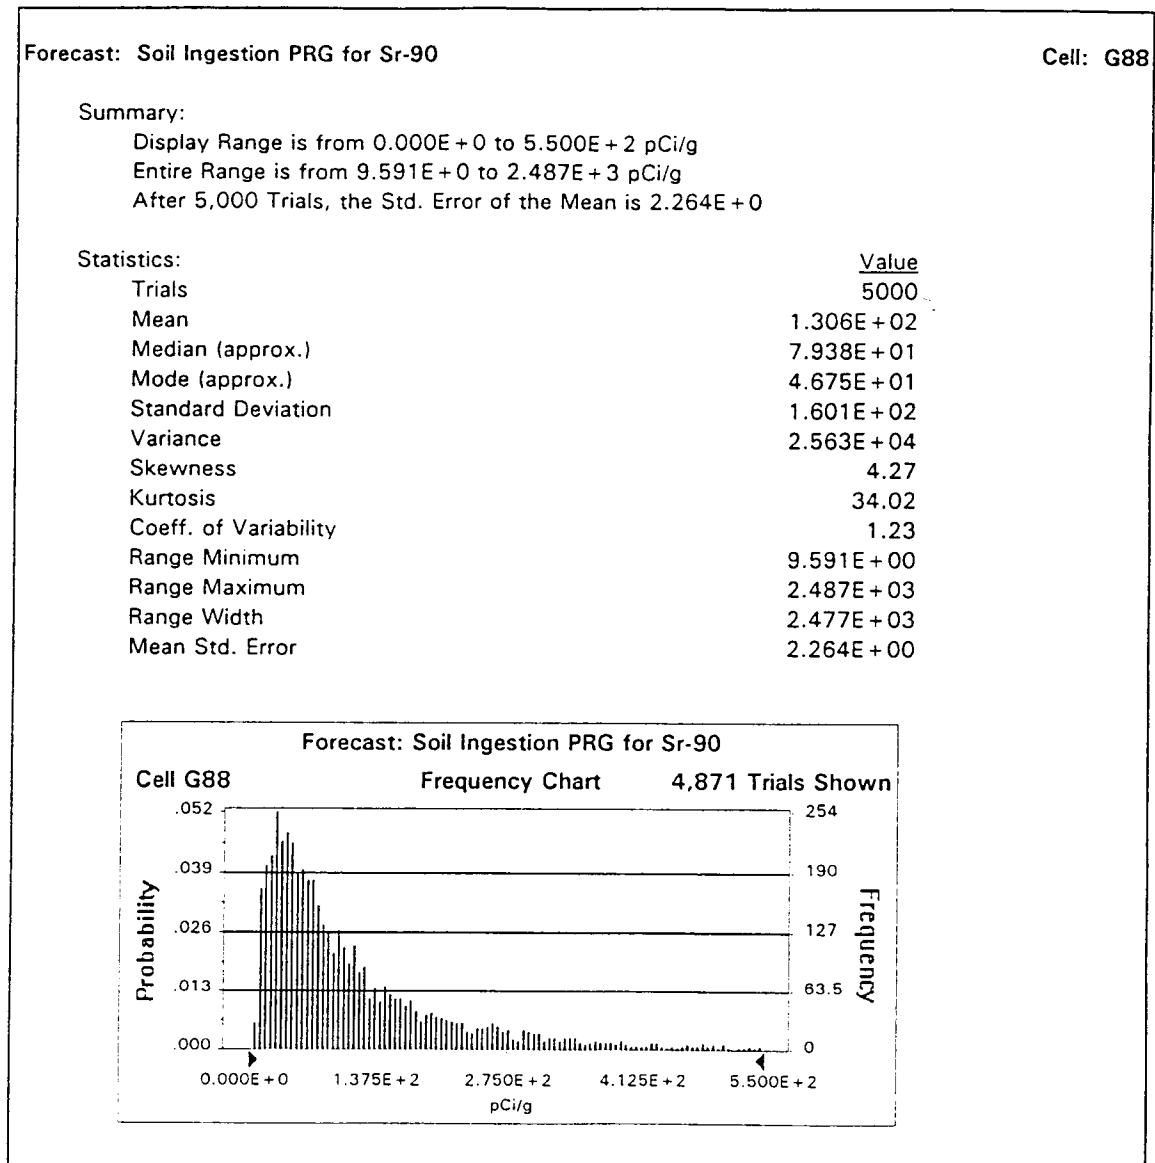 Forecast: Soil Ingestion PRG for Sr-90 Cell: G88
Summary:
Display Range is from 0.000E+0 to 5.500E+2 pCi/g
Entire Range is from 9.591E+0 to 2.487E+3 pCi/g
After 5,000 Trials, the Std. Error of the Mean is 2.264E+0
Statistics: Value
Trials 5000
Mean 1.306E+02
Median (approx.) 7.938E+01
Mode (approx.) 4.675E+01
Standard Deviation 1.601E+02
Variance 2.563E+04
Skewness 4.27
Kurtosis 34.02
Coeff. of Variability 1.23
Range Minimum 9.591E+00
Range Maximum 2.487E+03
Range Width 2.477E+03
Mean Std. Error 2.264E+00
Forecast: Soil Ingestion PRG for Sr-90
Cell G88 Frequency Chart 4,871 Trials Shown
.052 254
.039 190
.026 127
.013 63.5
.000 0
Probability
Frequency
0.000E+0 1.375E+2 2.750E+2 4.125E+2 5.500E+2
pCi/g